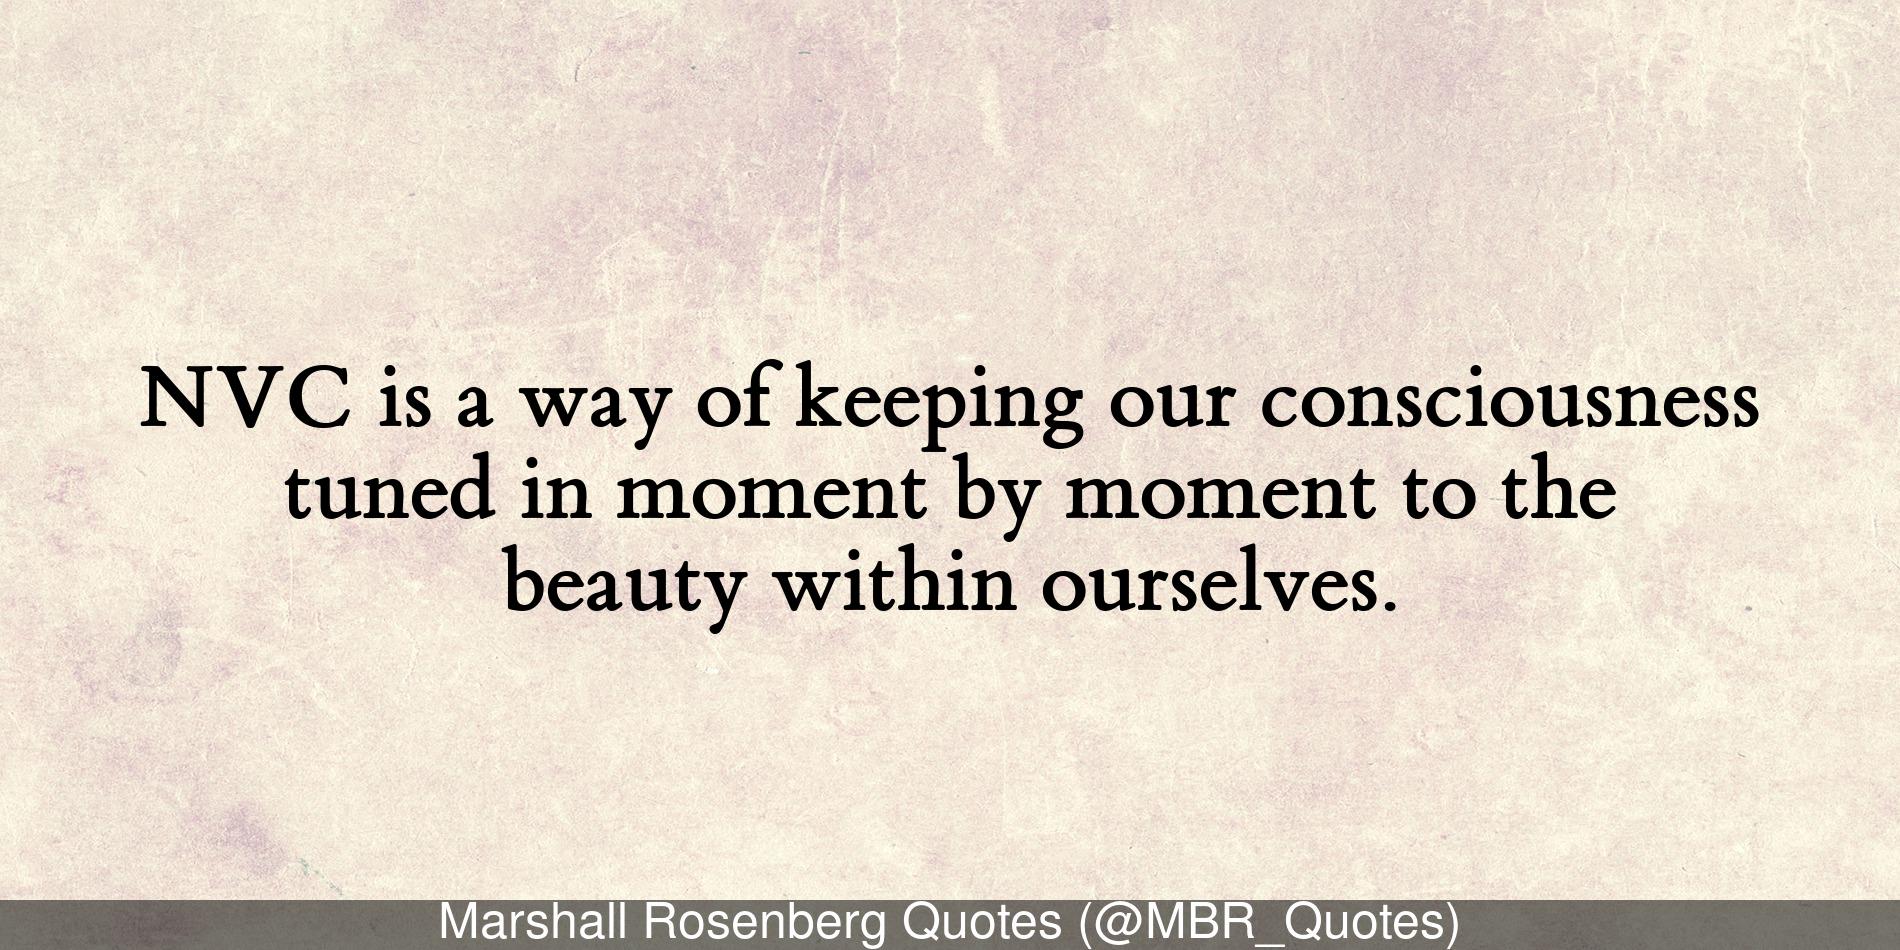 NVC is a way of keeping our consciousness
tuned in moment by moment to the
beauty within ourselves.
Marshall Rosenberg Quotes (@MBR_Quotes)